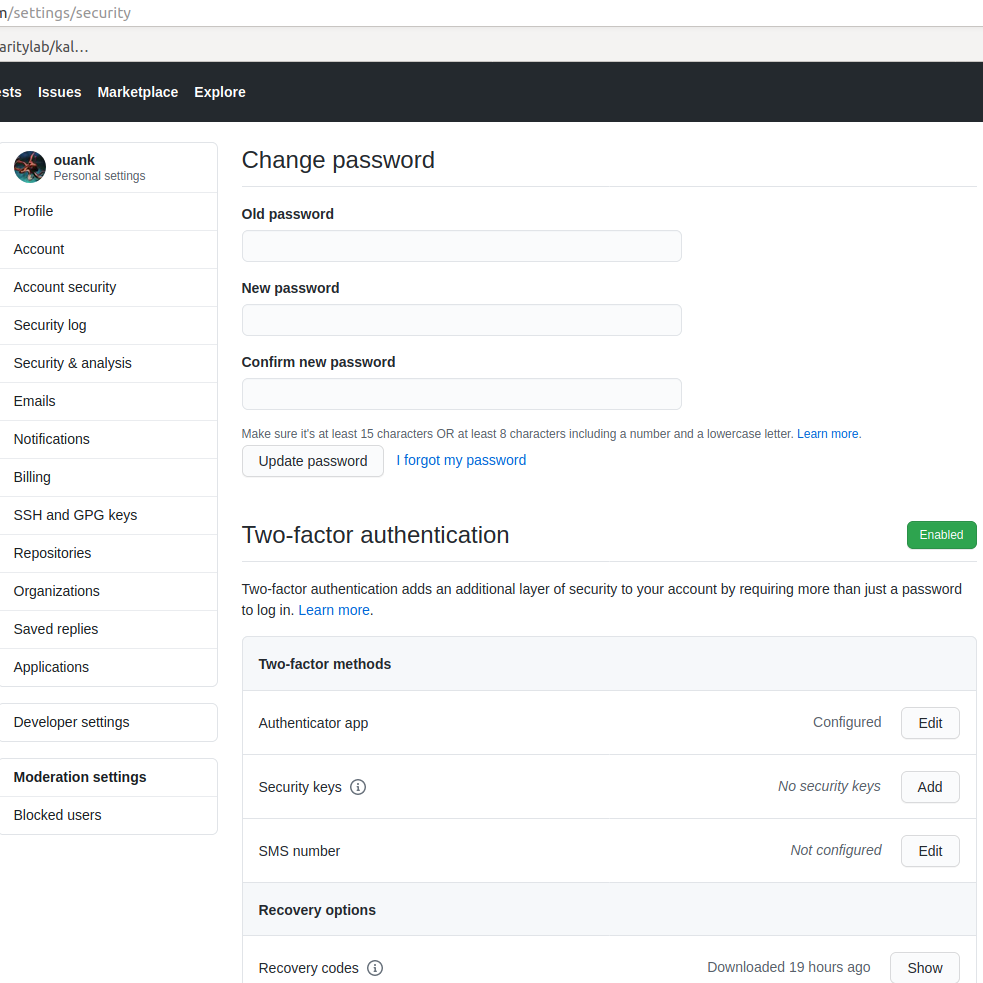 n/settings/security
aritylab/kal...
ests Issues Marketplace Explore
ouank
Personal settings
Profile
Account
Account security
Security log
Security & analysis
Emails
Notifications
Billing
SSH and GPG keys
Repositories
Organizations
Saved replies
Applications
Developer settings
Moderation settings
Blocked users
Change password
Old password
New password
Confirm new password
Make sure it's at least 15 characters OR at least 8 characters including a number and a lowercase letter. Learn more.
Update password I forgot my password
Two-factor authentication Enabled
Two-factor authentication adds an additional layer of security to your account by requiring more than just a password
to log in. Learn more.
Two-factor methods
Authenticator app Configured Edit
Security keys No security keys Add
SMS number Not configured Edit
Recovery options
Recovery codes Downloaded 19 hours ago Show